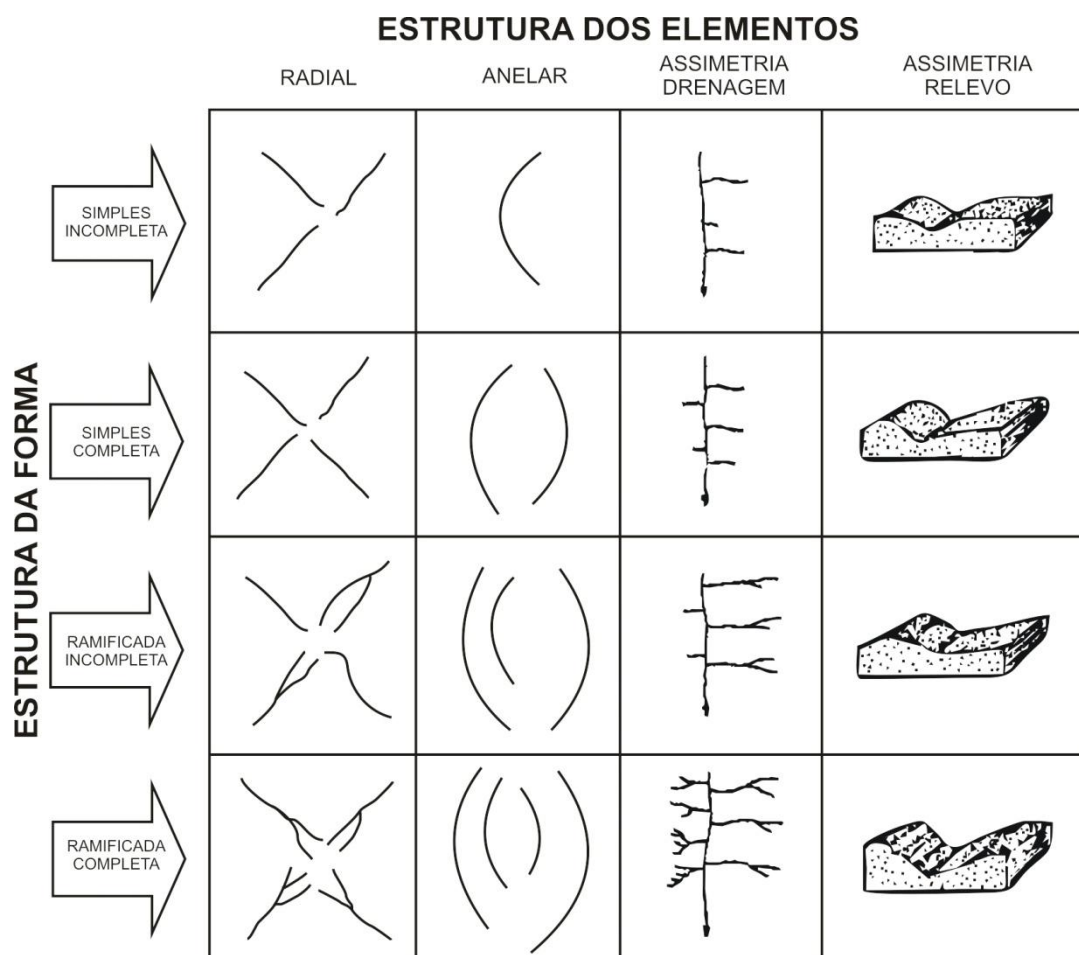 ESTRUTURA DOS ELEMENTOS
RADIAL
ANELAR
ASSIMETRIA
DRENAGEM
ASSIMETRIA
RELEVO
ESTRUTURA DA FORMA
SIMPLES
INCOMPLETA
SIMPLES
COMPLETA
RAMIFICADA
INCOMPLETA
RAMIFICADA
COMPLETA